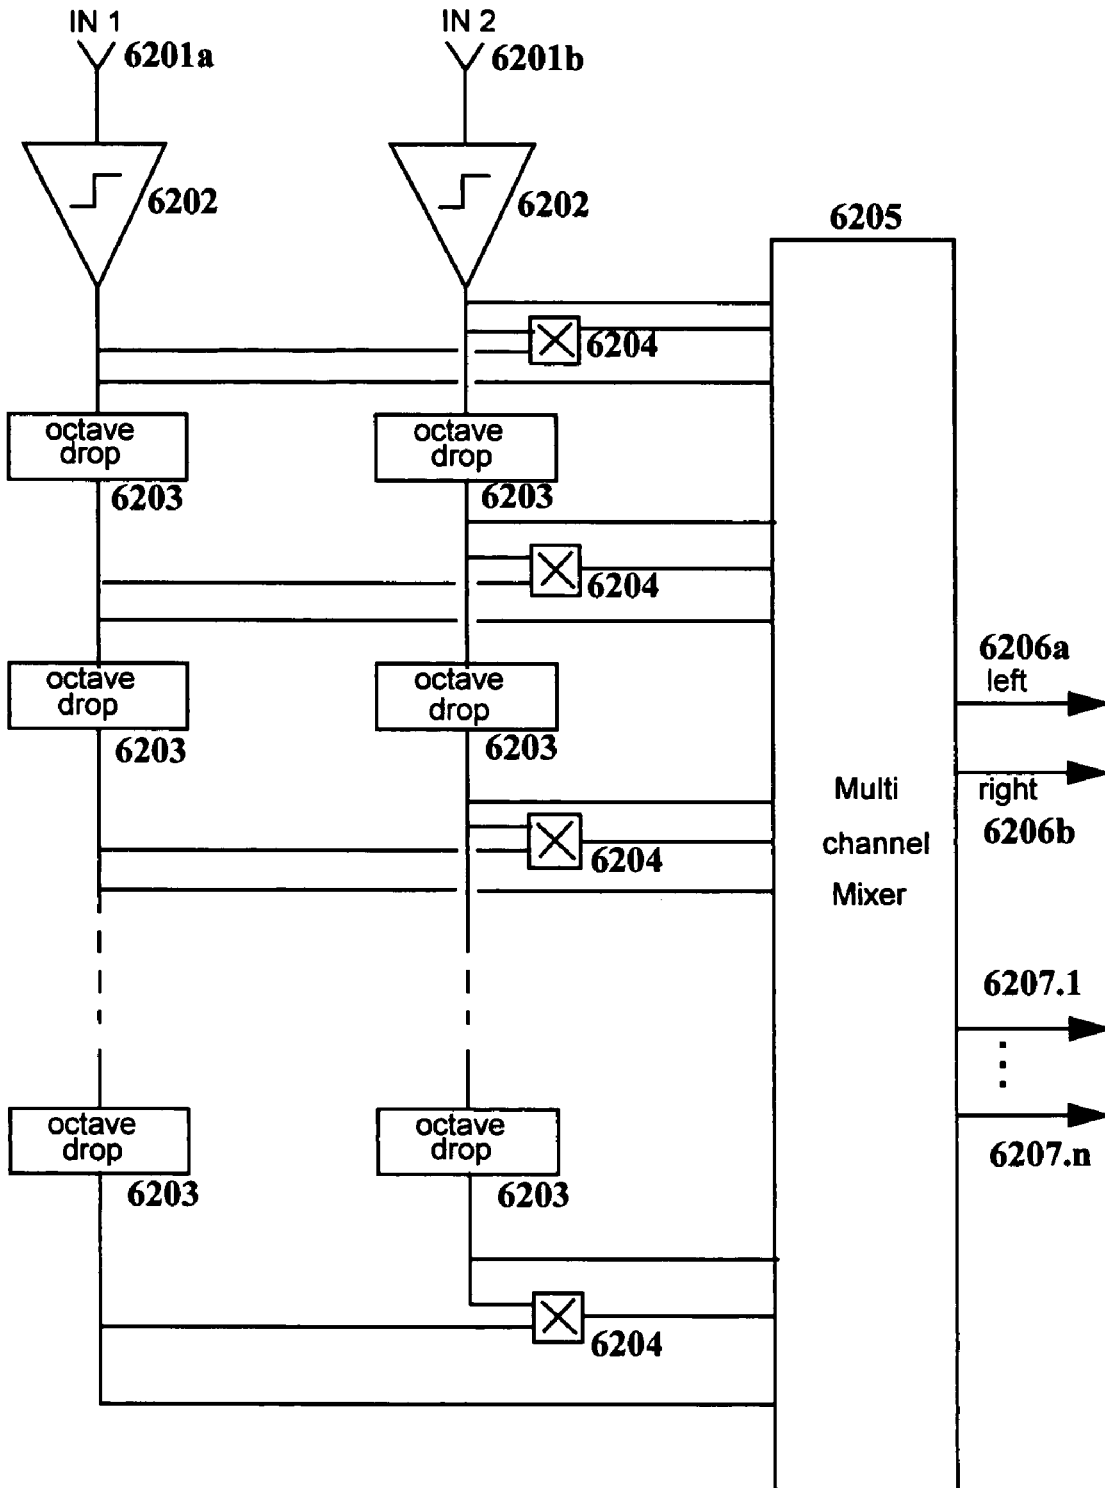 IN 1
IN 2
6201a
6201b
6202
6202
6205
6204
octave
drop
octave
drop
6203
6203
6204
octave
drop
octave
drop
6203
6203
6206a
left
right
6206b
Multi
channel
Mixer
6204
6207.1
6207.n
octave
drop
octave
drop
6203
6203
6204